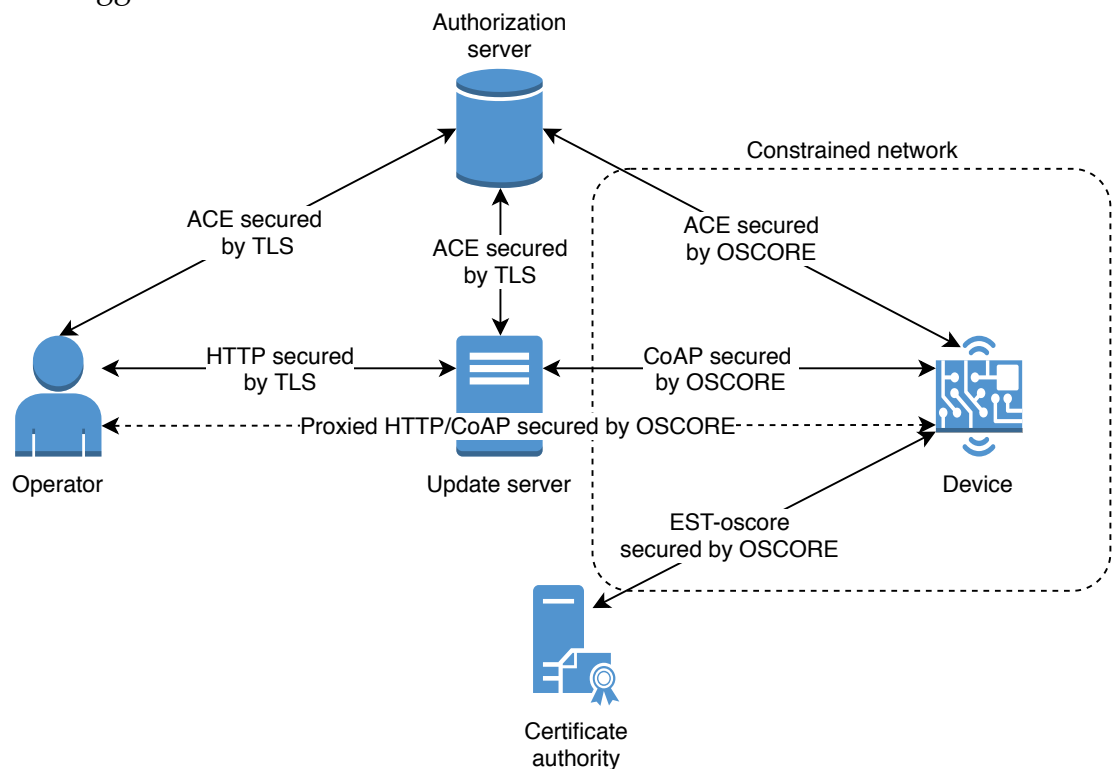 Authorization
server
Constrained network
ACE secured
by TLS
ACE secured
by TLS
ACE secured
by OSCORE
HTTP secured
by TLS
CoAP secured
by OSCORE
Proxied HTTP/CoAP secured by OSCORE
Operator
Update server
Device
EST-oscore
secured by OSCORE
Certificate
authority